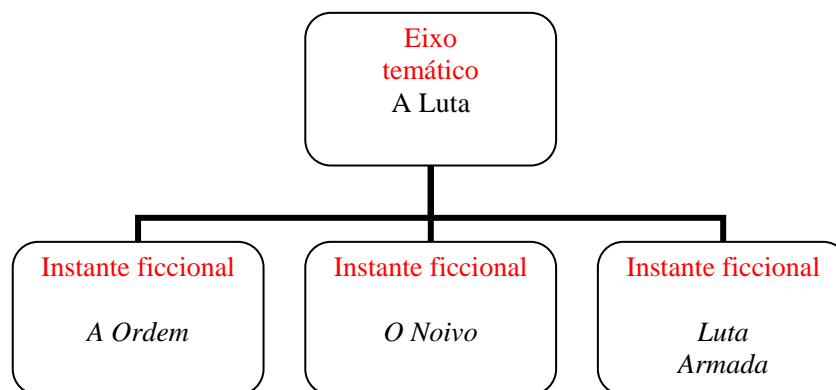 Eixo
temático
A Luta
Instante ficcional
A Ordem
Instante ficcional
O Noivo
Instante ficcional
Luta
Armada